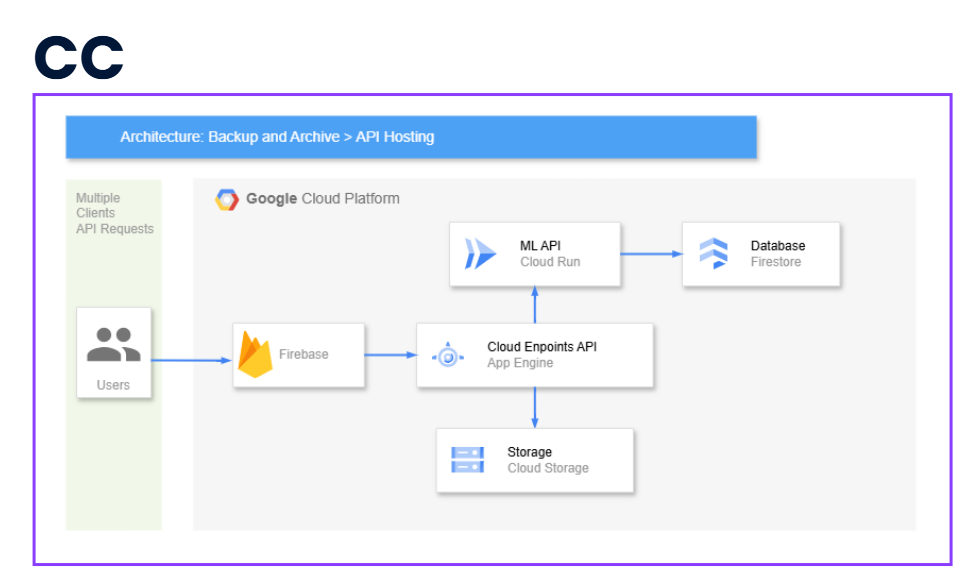 CC
Architecture: Backup and Archive > API Hosting
Multiple
Clients
API Requests
Google Cloud Platform
ML API
Cloud Run
Database
Firestore
Users
Firebase
Cloud Enpoints API
App Engine
Storage
Cloud Storage